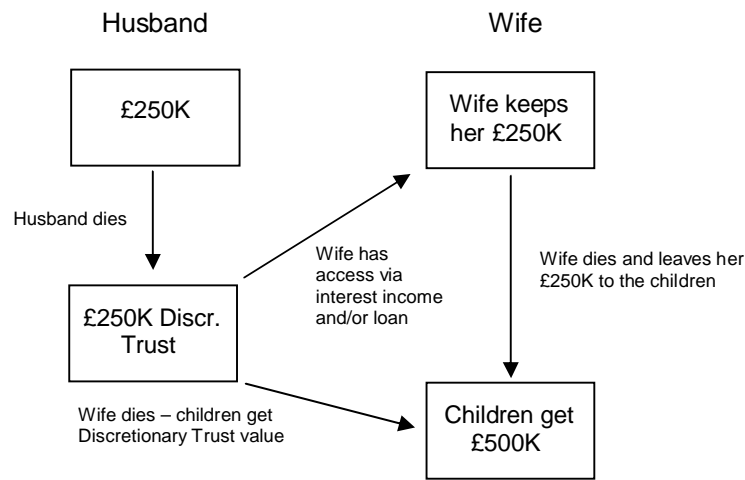 Husband
Wife
£250K
Wife keeps
her £250K
Husband dies
Wife has
access via
interest income
and/or loan
Wife dies and leaves her
£250K to the children
£250K Discr.
Trust
Wife dies – children get
Discretionary Trust value
Children get
£500K